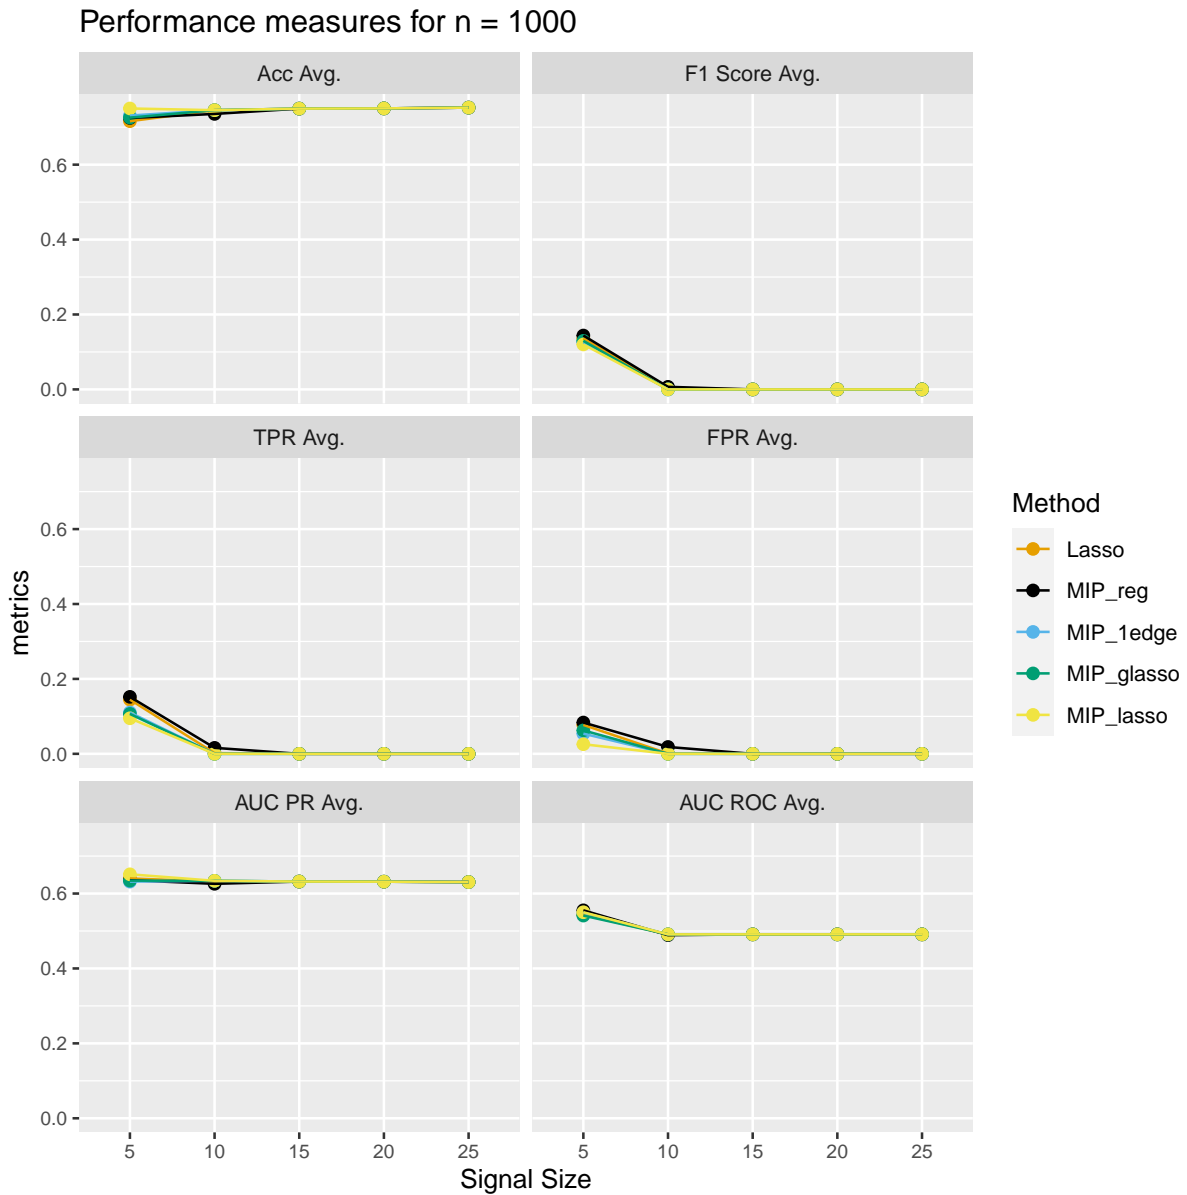 Performance measures for n = 1000
Acc Avg.
F1 Score Avg.
0.6
0.4
0.2
0.0
TPR Avg.
FPR Avg.
0.6
0.4
0.2
0.0
metrics
AUC PR Avg.
AUC ROC Avg.
0.6
0.4
0.2
0.0
5 10 15 20 25 5 10 15 20 25
Signal Size
Method
Lasso
MIP_reg
MIP_1edge
MIP_glasso
MIP_lasso